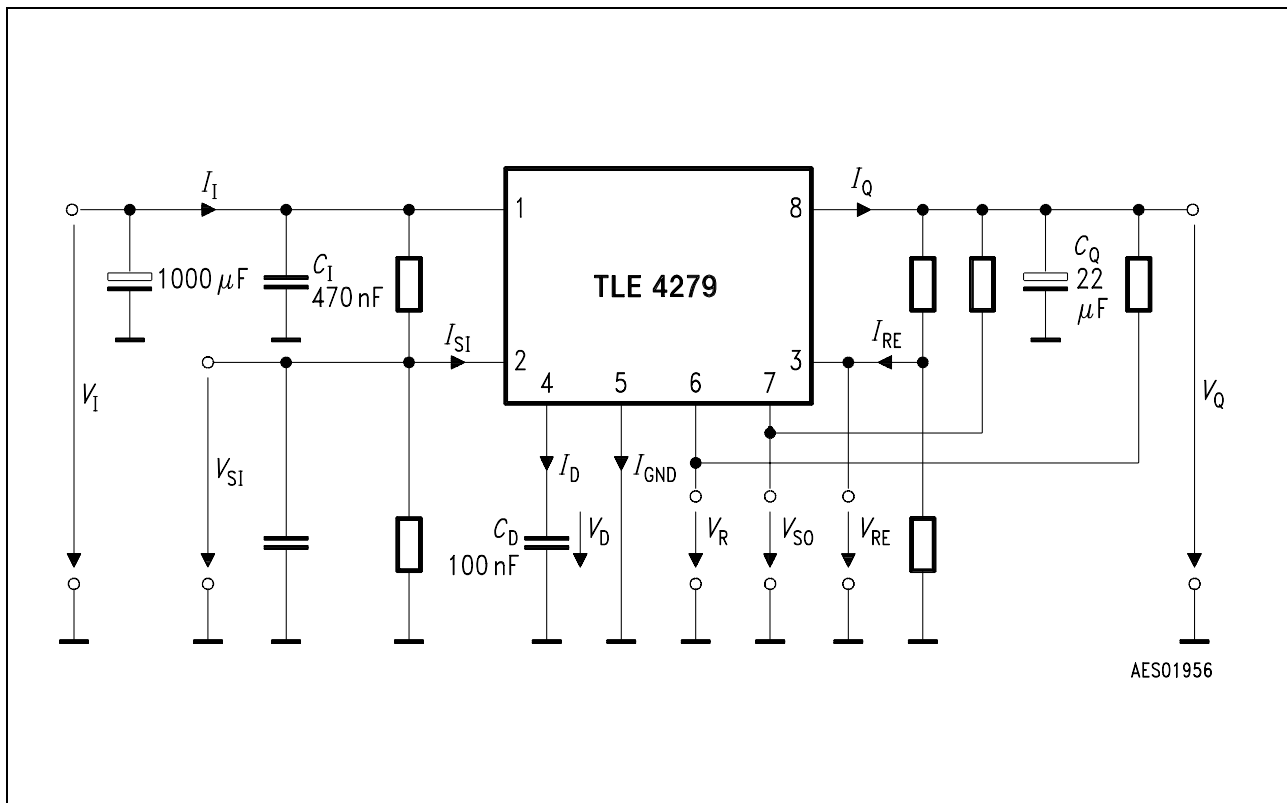 I_I
I_Q
1
8
1000 µF
C_I
470 nF
TLE 4279
C_Q
22
µF
I_SI
I_RE
2
3
4
5
6
7
V_I
V_Q
V_SI
I_D
I_GND
C_D
100 nF
V_D
V_R
V_SO
V_RE
AES01956